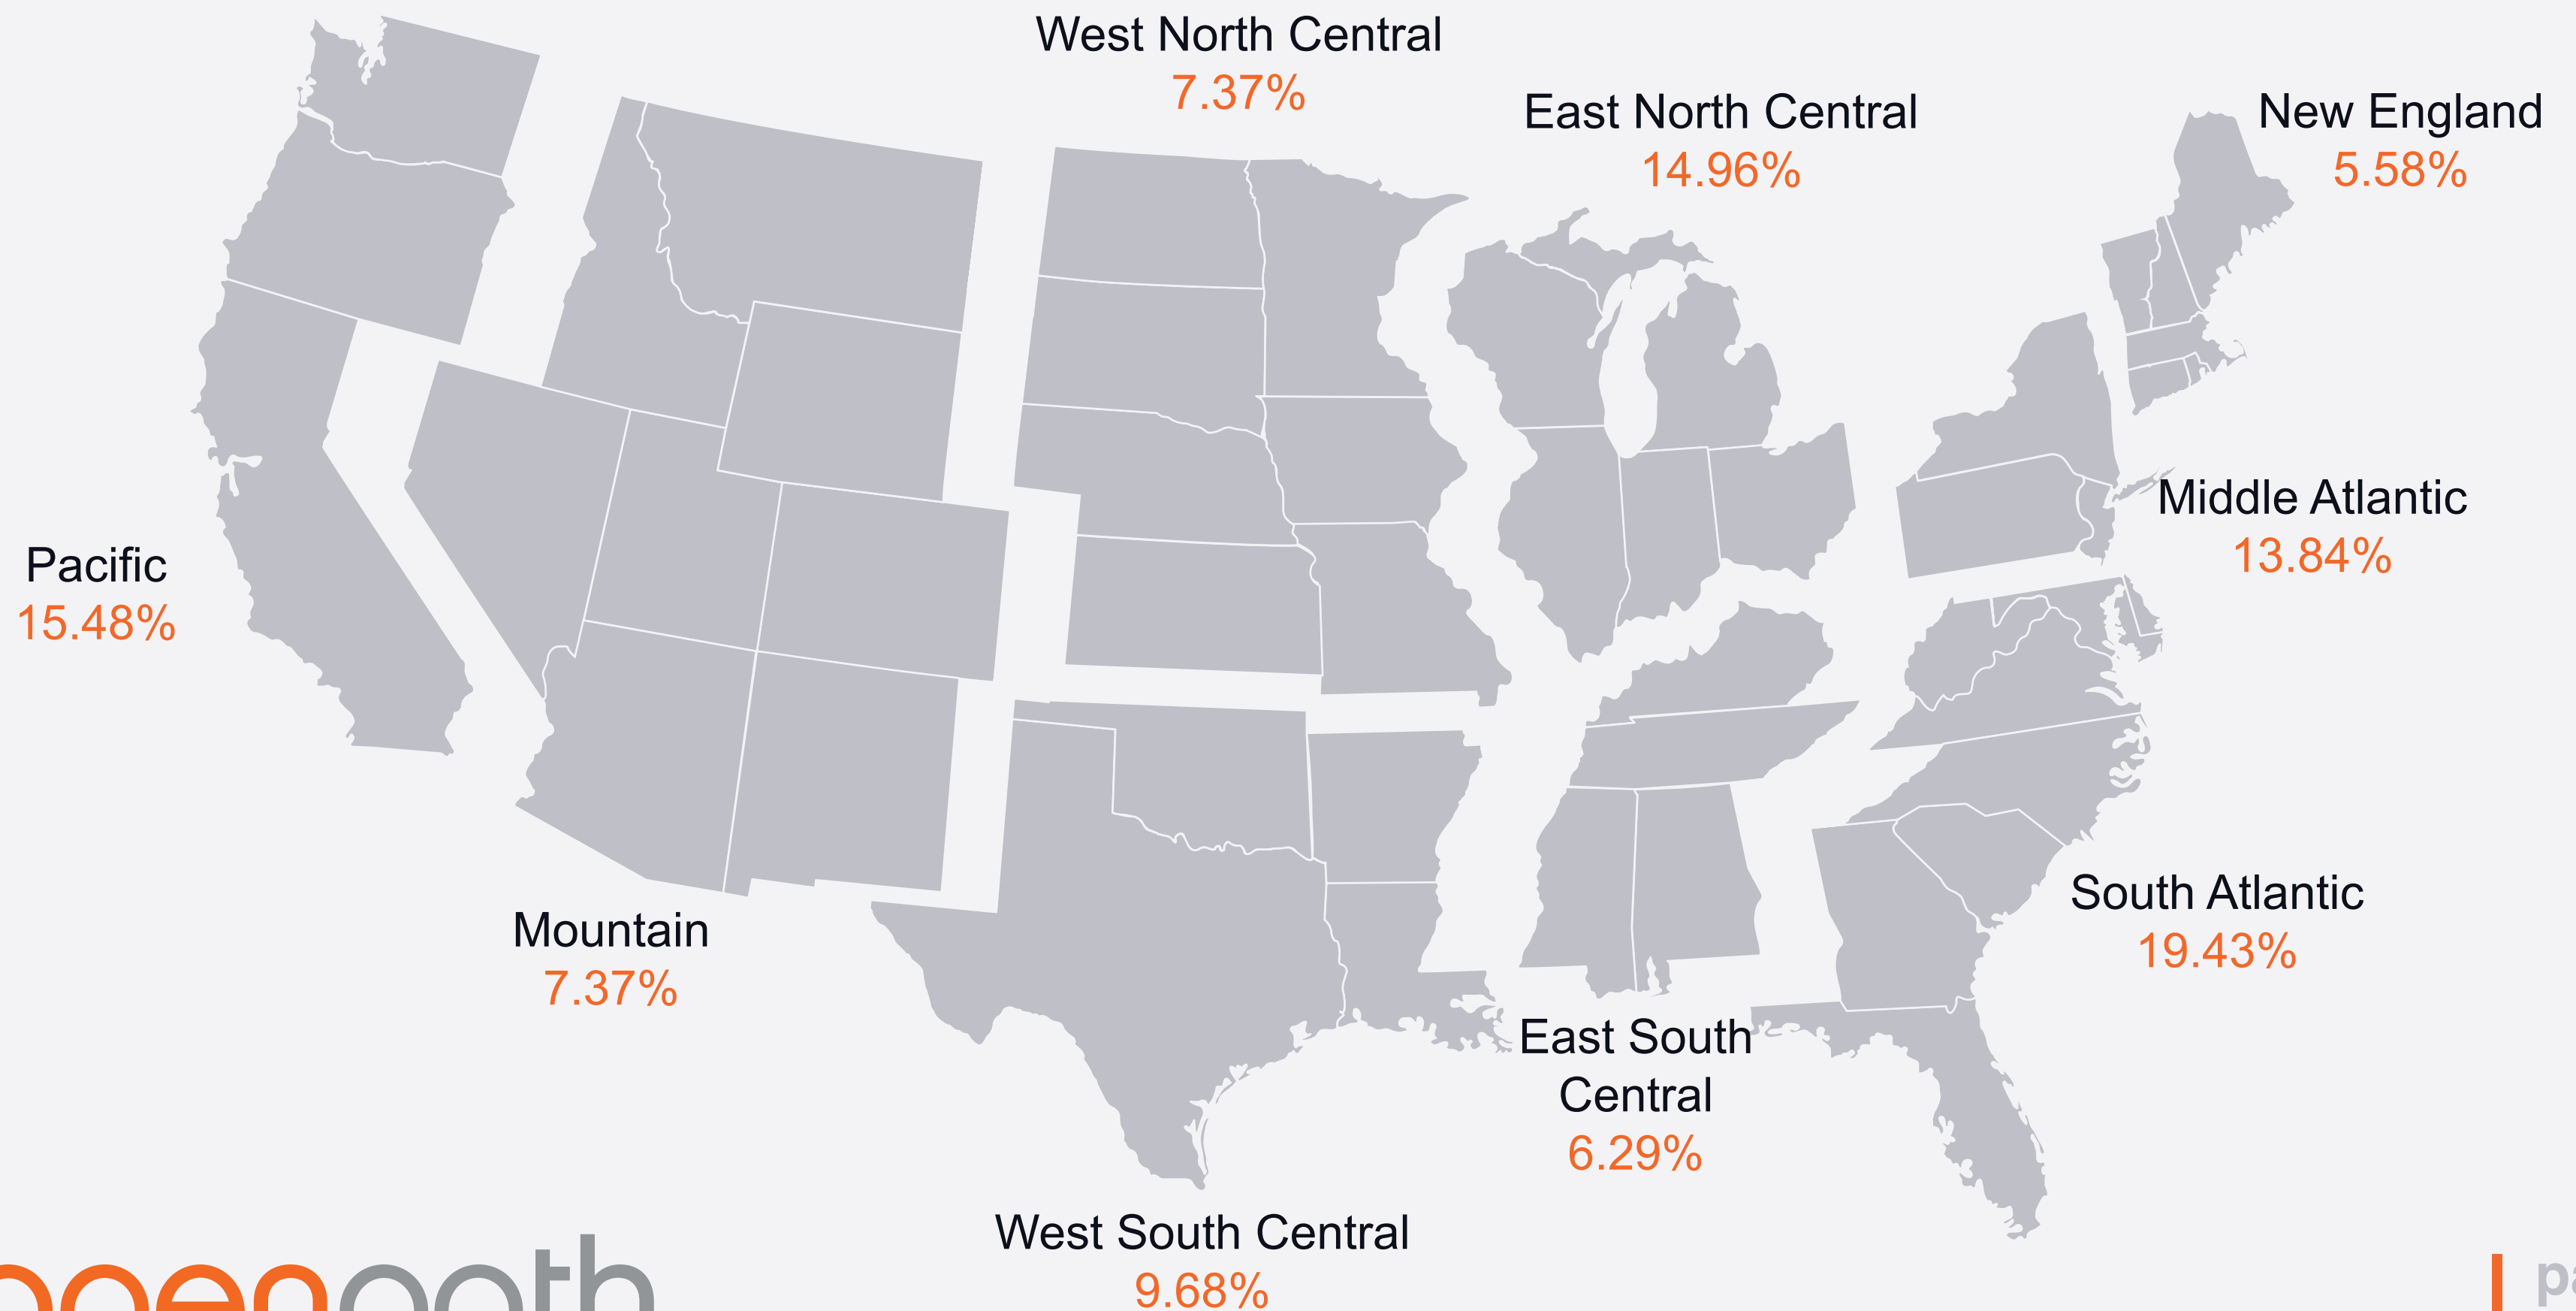 West North Central
7.37%
East North Central
14.96%
New England
5.58%
Middle Atlantic
13.84%
Pacific
15.48%
South Atlantic
19.43%
Mountain
7.37%
East South
Central
6.29%
West South Central
9.68%